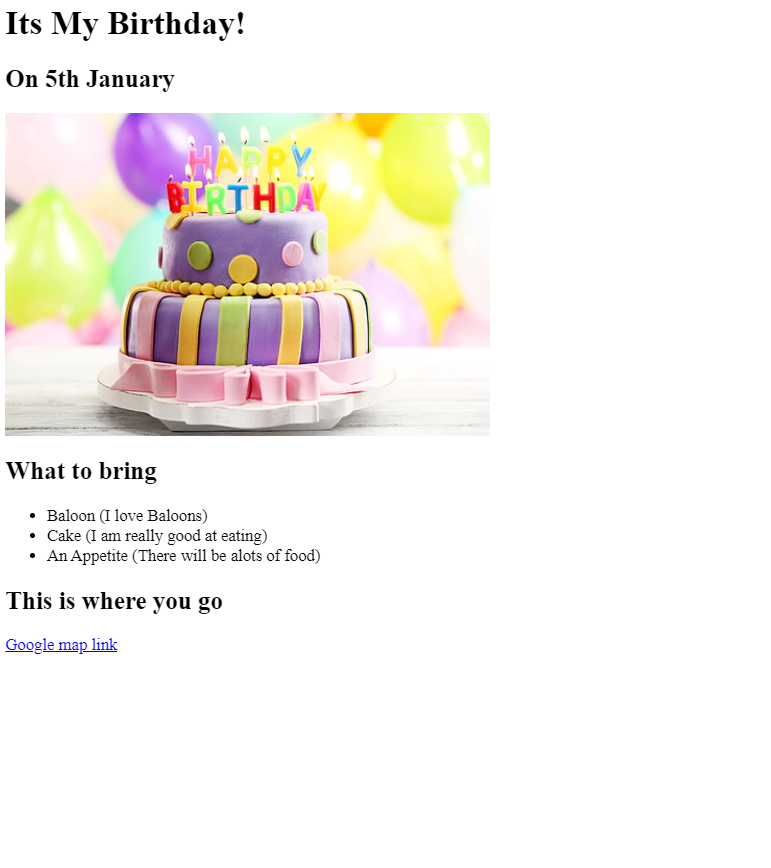 Its My Birthday!
On 5th January
HAPPY
BIRTHDAY
What to bring
Baloon (I love Baloons)
Cake (I am really good at eating)
An Appetite (There will be alots of food)
This is where you go
Google map link